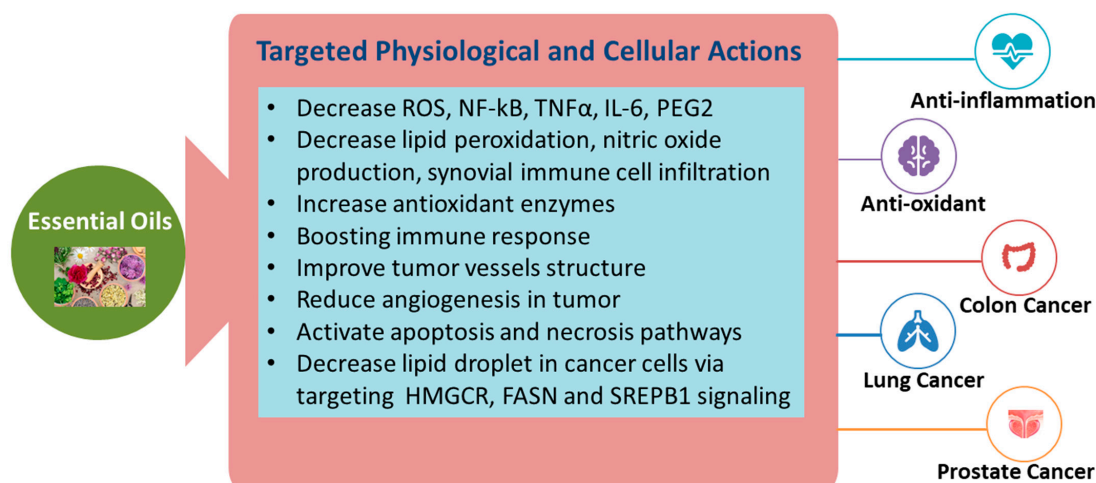 Essential Oils
Targeted Physiological and Cellular Actions
• Decrease ROS, NF-kB, TNFα, IL-6, PEG2
• Decrease lipid peroxidation, nitric oxide
production, synovial immune cell infiltration
• Increase antioxidant enzymes
• Boosting immune response
• Improve tumor vessels structure
• Reduce angiogenesis in tumor
• Activate apoptosis and necrosis pathways
• Decrease lipid droplet in cancer cells via
targeting HMGCR, FASN and SREPB1 signaling
Anti-inflammation
Anti-oxidant
Colon Cancer
Lung Cancer
Prostate Cancer